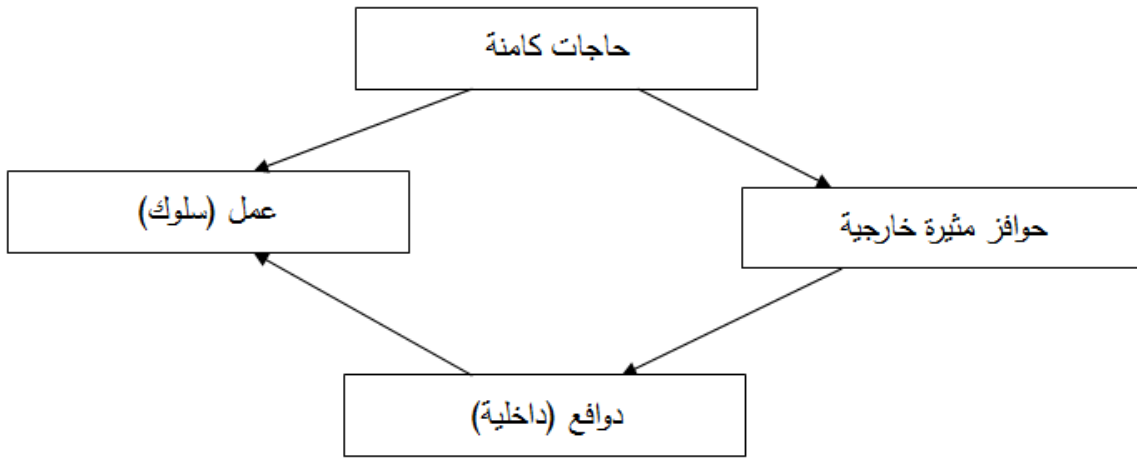 حاجات كامنة
عمل (سلوك)
حوافز مثيرة خارجية
دوافع (داخلية)